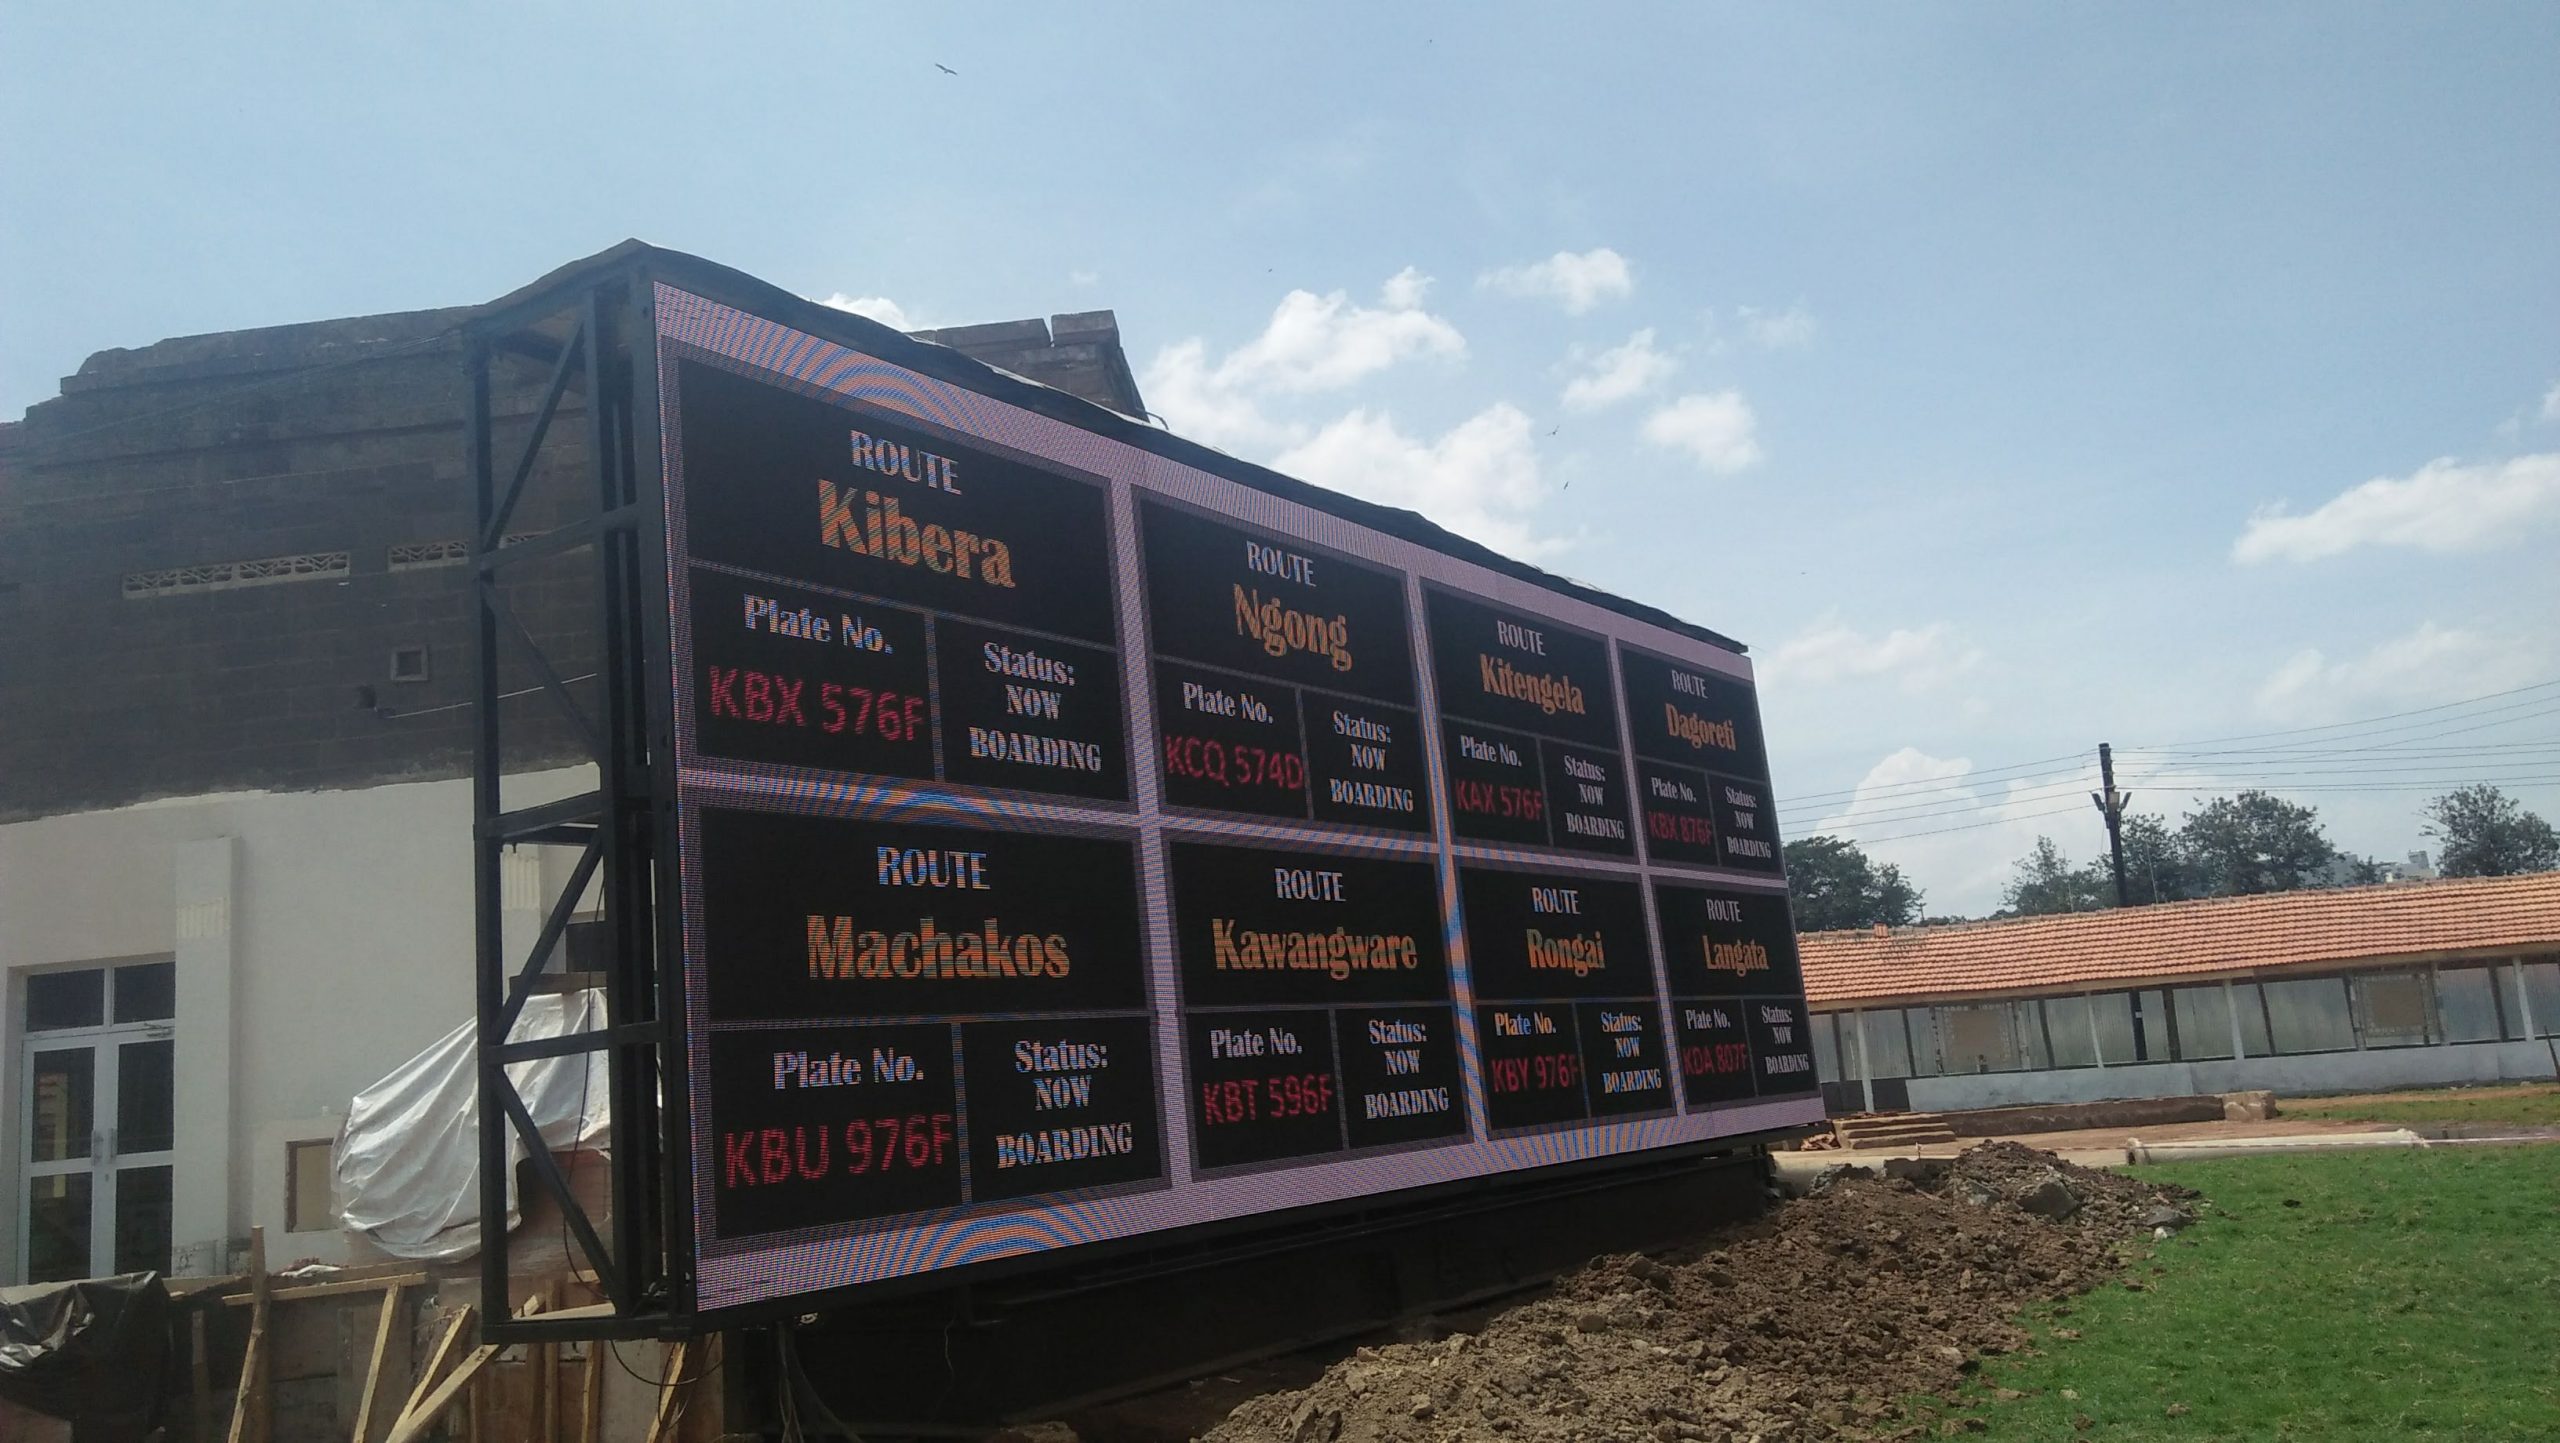 ROUTE
Kibera
Plate No.
KBX 576F
Status:
NOW
BOARDING
ROUTE
Ngong
Plate No.
KCQ 574D
Status:
NOW
BOARDING
ROUTE
Kitengela
Plate No.
KAX 576F
Status:
NOW
BOARDING
ROUTE
Dagoreti
Plate No.
KBX 876F
Status:
NOW
BOARDING
ROUTE
Machakos
Plate No.
KBU 976F
Status:
NOW
BOARDING
ROUTE
Kawangware
Plate No.
KBT 596F
Status:
NOW
BOARDING
ROUTE
Rongai
Plate No.
KBY 976F
Status:
NOW
BOARDING
ROUTE
Langata
Plate No.
KDA 807F
Status:
NOW
BOARDING